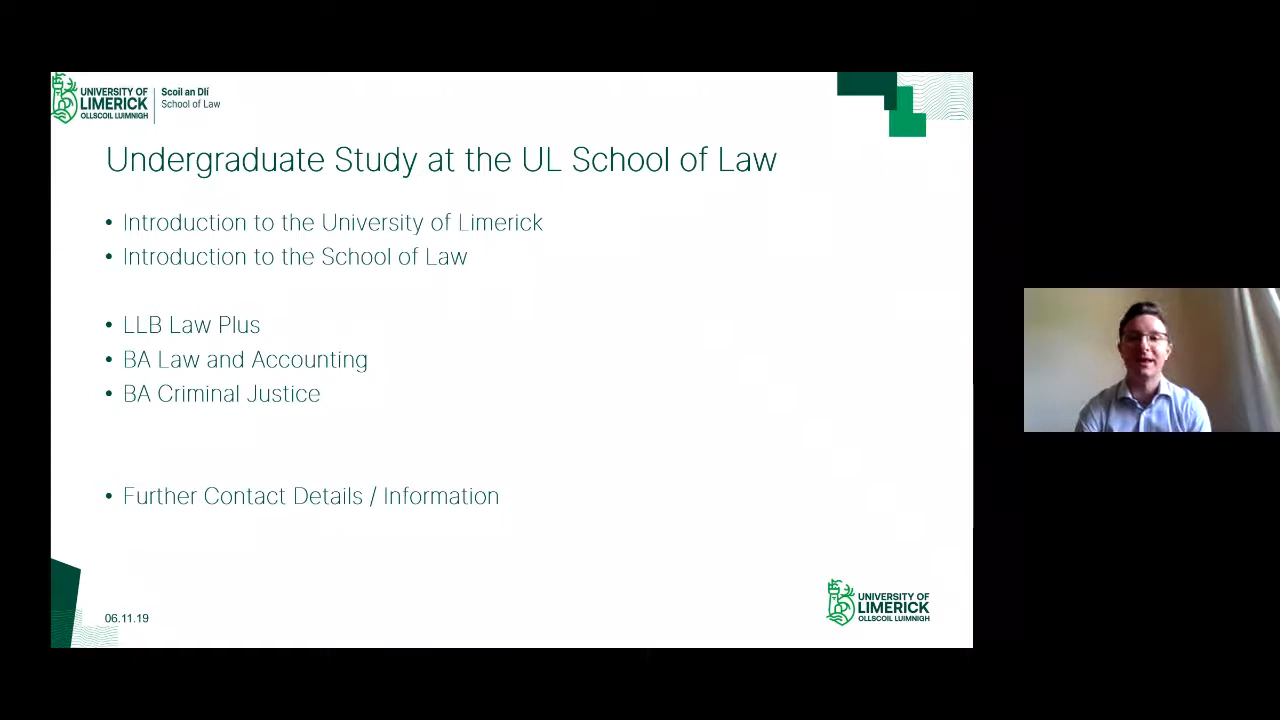 UNIVERSITY OF
LIMERICK
OLLSCOIL LUIMNIGH
Scoil an Dlí
School of Law
Undergraduate Study at the UL School of Law
• Introduction to the University of Limerick
• Introduction to the School of Law
• LLB Law Plus
• BA Law and Accounting
• BA Criminal Justice
• Further Contact Details / Information
06.11.19
UNIVERSITY OF
LIMERICK
OLLSCOIL LUIMNIGH